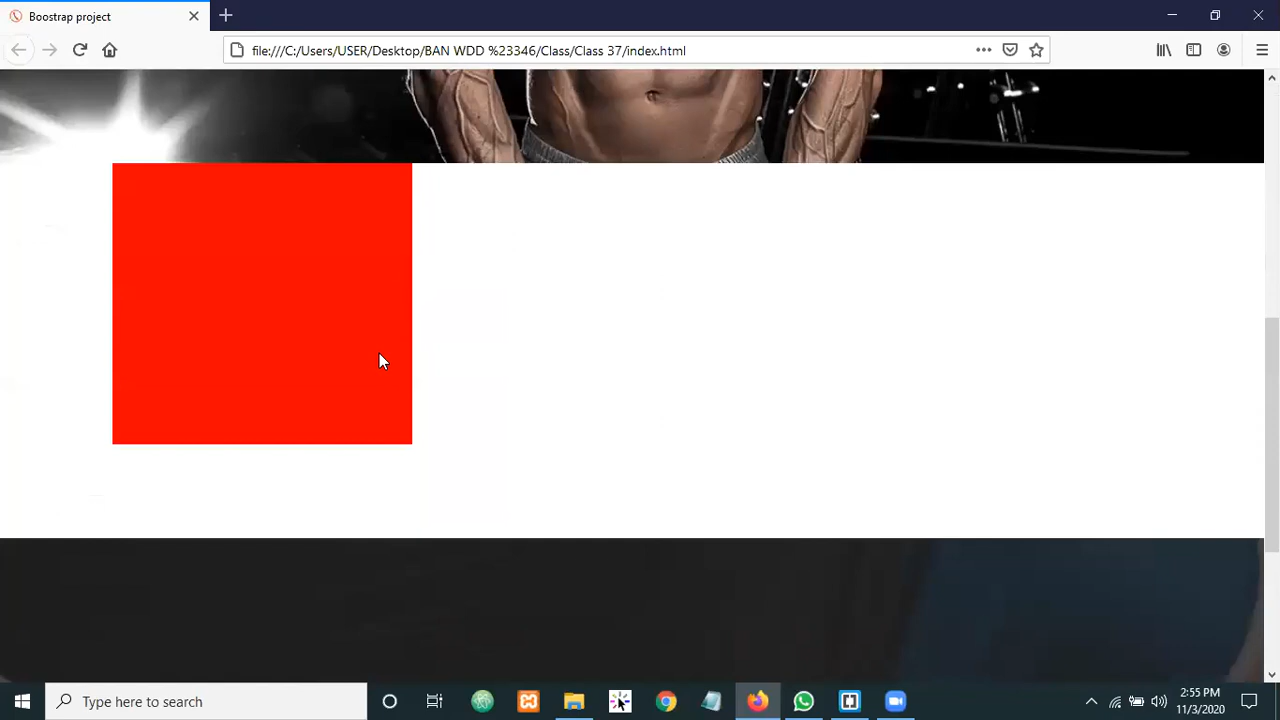 Boostrap project
file:///C:/Users/USER/Desktop/BAN WDD %23346/Class/Class 37/index.html
Type here to search
2:55 PM
11/3/2020